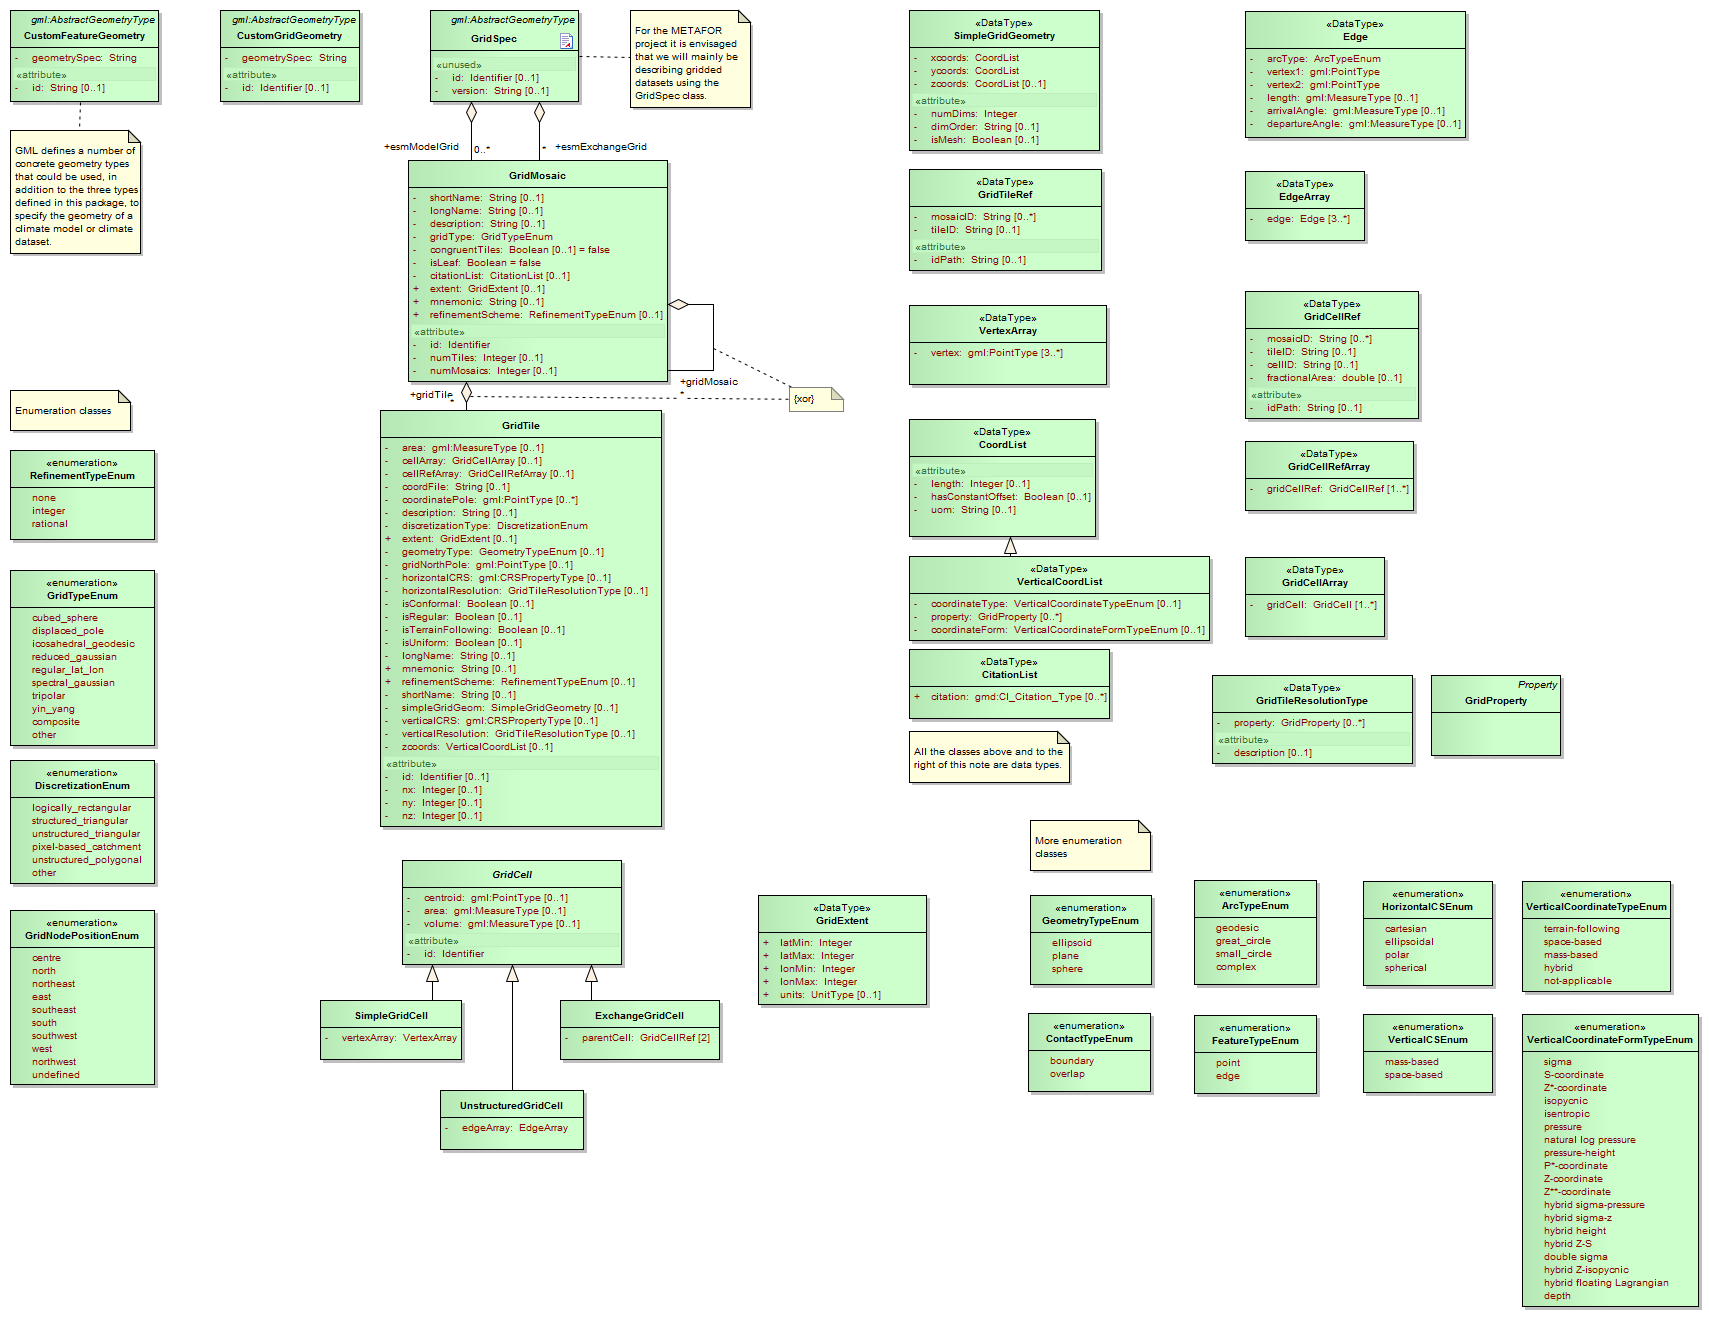 gml:AbstractGeometryType
CustomFeatureGeometry
- geometrySpec: String
«attribute»
- id: String [0..1]
GML defines a number of
concrete geometry types
that could be used, in
addition to the three types
defined in this package, to
specify the geometry of a
climate model or climate
dataset.
gml:AbstractGeometryType
CustomGridGeometry
- geometrySpec: String
«attribute»
- id: Identifier [0..1]
gml:AbstractGeometryType
GridSpec
«unused»
- id: Identifier [0..1]
- version: String [0..1]
For the METAFOR
project it is envisaged
that we will mainly be
describing gridded
datasets using the
GridSpec class.
+esmModelGrid
0..*
*
+esmExchangeGrid
GridMosaic
- shortName: String [0..1]
- longName: String [0..1]
- description: String [0..1]
- gridType: GridTypeEnum
- congruentTiles: Boolean [0..1] = false
- isLeaf: Boolean = false
- citationList: CitationList [0..1]
+ extent: GridExtent [0..1]
+ mnemonic: String [0..1]
+ refinementScheme: RefinementTypeEnum [0..1]
«attribute»
- id: Identifier
- numTiles: Integer [0..1]
- numMosaics: Integer [0..1]
+gridMosaic
*
+gridTile
*
{xor}
GridTile
- area: gml:MeasureType [0..1]
- cellArray: GridCellArray [0..1]
- cellRefArray: GridCellRefArray [0..1]
- coordFile: String [0..1]
- coordinatePole: gml:PointType [0..*]
- description: String [0..1]
- discretizationType: DiscretizationEnum
+ extent: GridExtent [0..1]
- geometryType: GeometryTypeEnum [0..1]
- gridNorthPole: gml:PointType [0..1]
- horizontalCRS: gml:CRSPropertyType [0..1]
- horizontalResolution: GridTileResolutionType [0..1]
- isConformal: Boolean [0..1]
- isRegular: Boolean [0..1]
- isTerrainFollowing: Boolean [0..1]
- isUniform: Boolean [0..1]
- longName: String [0..1]
+ mnemonic: String [0..1]
+ refinementScheme: RefinementTypeEnum [0..1]
- shortName: String [0..1]
- simpleGridGeom: SimpleGridGeometry [0..1]
- verticalCRS: gml:CRSPropertyType [0..1]
- verticalResolution: GridTileResolutionType [0..1]
- zcoords: VerticalCoordList [0..1]
«attribute»
- id: Identifier [0..1]
- nx: Integer [0..1]
- ny: Integer [0..1]
- nz: Integer [0..1]
Enumeration classes
«enumeration»
RefinementTypeEnum
none
integer
rational
«enumeration»
GridTypeEnum
cubed_sphere
displaced_pole
icosahedral_geodesic
reduced_gaussian
regular_lat_lon
spectral_gaussian
tripolar
yin_yang
composite
other
«enumeration»
DiscretizationEnum
logically_rectangular
structured_triangular
unstructured_triangular
pixel-based_catchment
unstructured_polygonal
other
«enumeration»
GridNodePositionEnum
centre
north
northeast
east
southeast
south
southwest
west
northwest
undefined
GridCell
- centroid: gml:PointType [0..1]
- area: gml:MeasureType [0..1]
- volume: gml:MeasureType [0..1]
«attribute»
- id: Identifier
SimpleGridCell
- vertexArray: VertexArray
ExchangeGridCell
- parentCell: GridCellRef [2]
UnstructuredGridCell
- edgeArray: EdgeArray
«DataType»
SimpleGridGeometry
- xcoords: CoordList
- ycoords: CoordList
- zcoords: CoordList [0..1]
«attribute»
- numDims: Integer
- dimOrder: String [0..1]
- isMesh: Boolean [0..1]
«DataType»
GridTileRef
- mosaicID: String [0..*]
- tileID: String [0..1]
«attribute»
- idPath: String [0..1]
«DataType»
VertexArray
- vertex: gml:PointType [3..*]
«DataType»
CoordList
«attribute»
- length: Integer [0..1]
- hasConstantOffset: Boolean [0..1]
- uom: String [0..1]
«DataType»
VerticalCoordList
- coordinateType: VerticalCoordinateTypeEnum [0..1]
- property: GridProperty [0..*]
- coordinateForm: VerticalCoordinateFormTypeEnum [0..1]
«DataType»
CitationList
+ citation: gmd:CI_Citation_Type [0..*]
All the classes above and to the
right of this note are data types.
«DataType»
Edge
- arcType: ArcTypeEnum
- vertex1: gml:PointType
- vertex2: gml:PointType
- length: gml:MeasureType [0..1]
- arrivalAngle: gml:MeasureType [0..1]
- departureAngle: gml:MeasureType [0..1]
«DataType»
EdgeArray
- edge: Edge [3..*]
«DataType»
GridCellRef
- mosaicID: String [0..*]
- tileID: String [0..1]
- cellID: String [0..1]
- fractionalArea: double [0..1]
«attribute»
- idPath: String [0..1]
«DataType»
GridCellRefArray
- gridCellRef: GridCellRef [1..*]
«DataType»
GridCellArray
- gridCell: GridCell [1..*]
«DataType»
GridTileResolutionType
- property: GridProperty [0..*]
«attribute»
- description [0..1]
Property
GridProperty
More enumeration
classes
«DataType»
GridExtent
+ latMin: Integer
+ latMax: Integer
+ lonMin: Integer
+ lonMax: Integer
+ units: UnitType [0..1]
«enumeration»
GeometryTypeEnum
ellipsoid
plane
sphere
«enumeration»
ArcTypeEnum
geodesic
great_circle
small_circle
complex
«enumeration»
HorizontalCSEnum
cartesian
ellipsoidal
polar
spherical
«enumeration»
VerticalCoordinateTypeEnum
terrain-following
space-based
mass-based
hybrid
not-applicable
«enumeration»
ContactTypeEnum
boundary
overlap
«enumeration»
FeatureTypeEnum
point
edge
«enumeration»
VerticalCSEnum
mass-based
space-based
«enumeration»
VerticalCoordinateFormTypeEnum
sigma
S-coordinate
Z*-coordinate
isopycnic
isentropic
pressure
natural log pressure
pressure-height
P*-coordinate
Z-coordinate
Z**-coordinate
hybrid sigma-pressure
hybrid sigma-z
hybrid height
hybrid Z-S
double sigma
hybrid Z-isopycnic
hybrid floating Lagrangian
depth